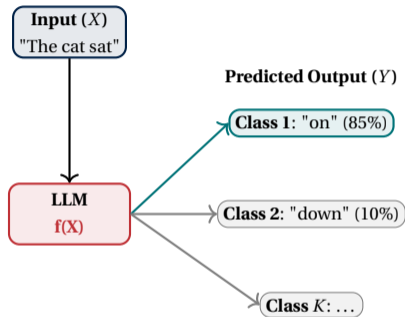 Input (X)
"The cat sat"
Predicted Output (Y)
Class 1: "on" (85%)
LLM
f(X)
Class 2: "down" (10%)
Class K: ...